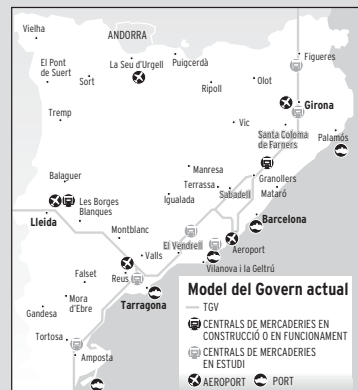 Vielha
ANDORRA
El Pont
de Suert
Sort
La Seu d'Urgell
Puigcerdà
Figueres
Ripoll
Olot
Girona
Tremp
Vic
Santa Coloma
de Farners
Palamós
Balaguer
Manresa
Granollers
Terrassa
Sabadell
Mataró
Les Borges
Blanques
Igualada
Lleida
Montblanc
Barcelona
El Vendrell
Aeroport
Valls
Vilanova i la Geltrú
Falset
Reus
Tarragona
Mora
d'Ebre
Gandesa
Tortosa
Amposta
Model del Govern actual
TGV
CENTRALS DE MERCADERIES EN
CONSTRUCCIÓ O EN FUNCIONAMENT
CENTRALS DE MERCADERIES
EN ESTUDI
AEROPORT
PORT